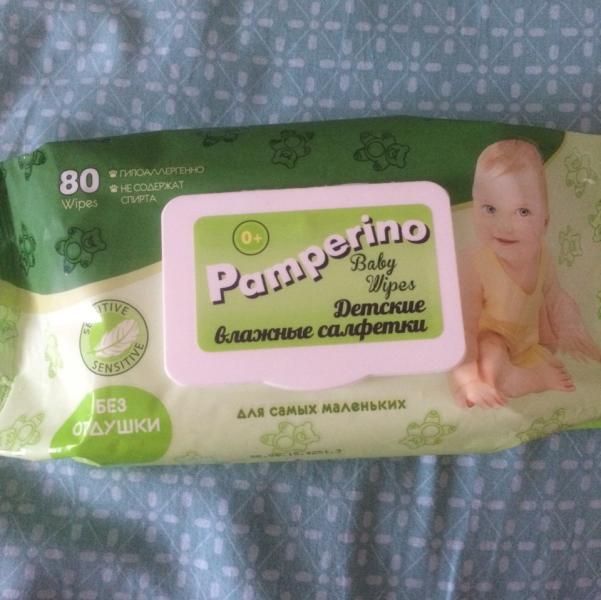 80
Wipes
ГИПОАЛЛЕРГЕННО
НЕ СОДЕРЖАТ
СПИРТА
0+
Pamperino
Baby
Wipes
Детские
влажные салфетки
SENSITIVE
SENSITIVE
БЕЗ
ОТДУШКИ
для самых маленьких